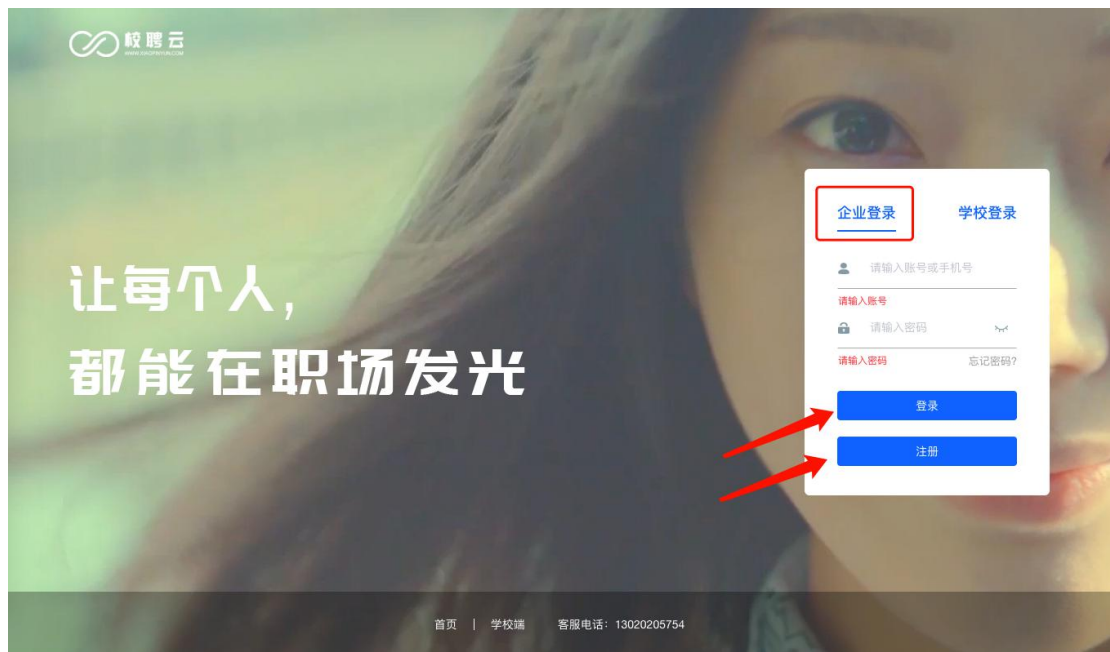 校聘云
让每个人,
都能在职场发光
企业登录 学校登录
请输入账号或手机号
请输入账号
请输入密码
请输入密码 忘记密码?
登录
注册
首页 | 学校端 客服电话：13020205754